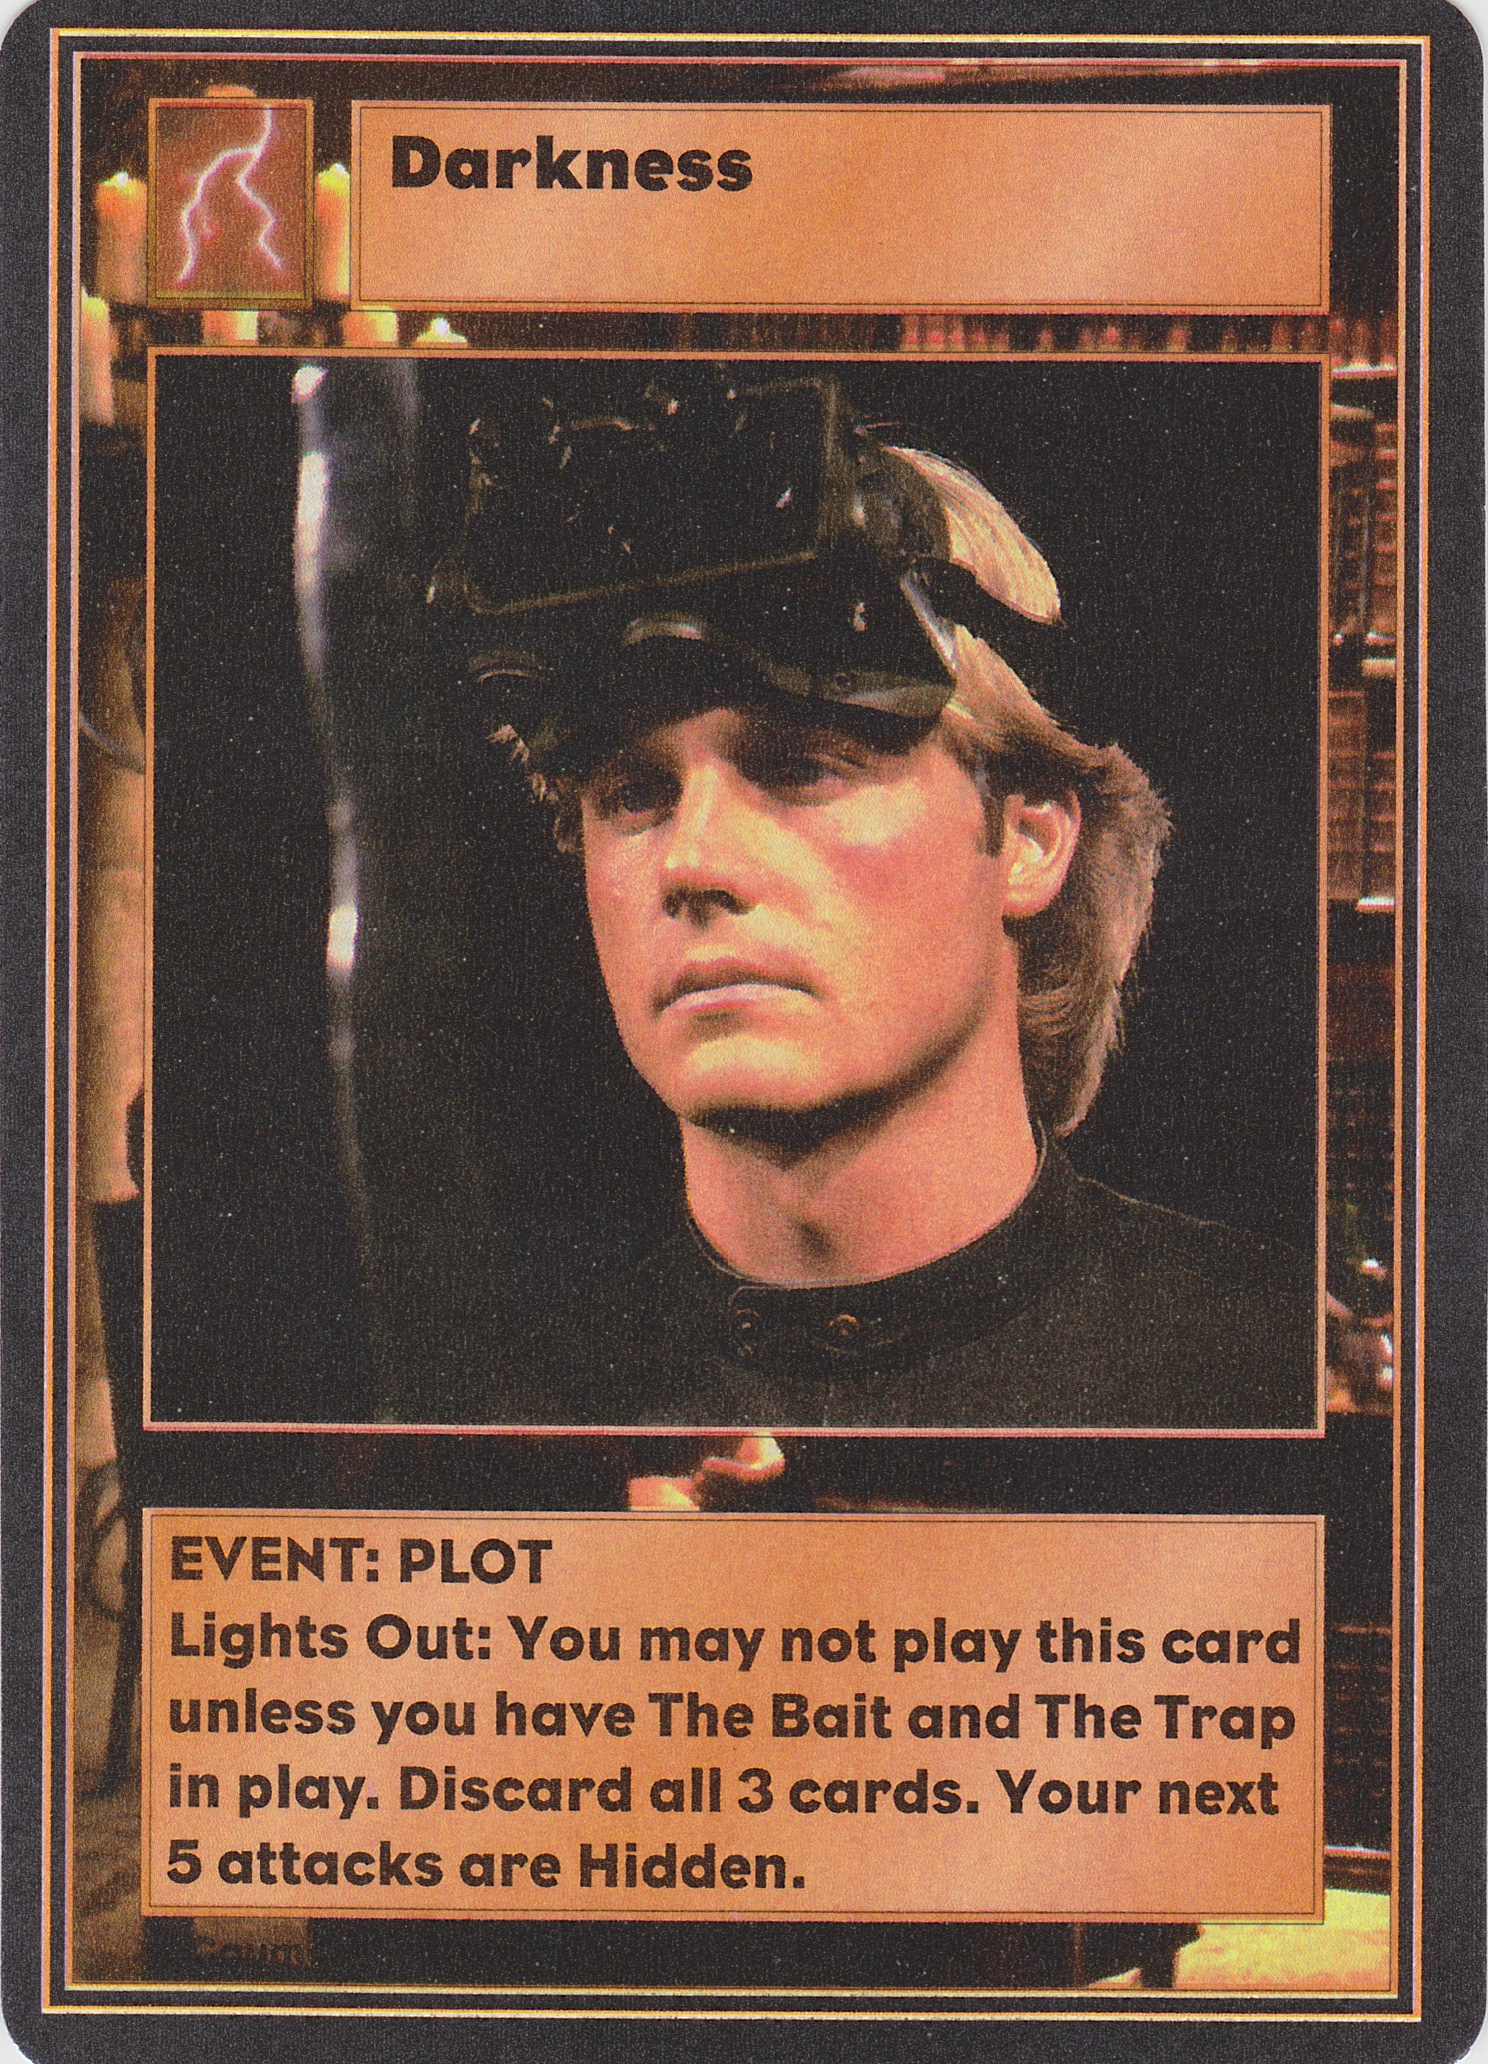 Darkness
EVENT: PLOT
Lights Out: You may not play this card
unless you have The Bait and The Trap
in play. Discard all 3 cards. Your next
5 attacks are Hidden.